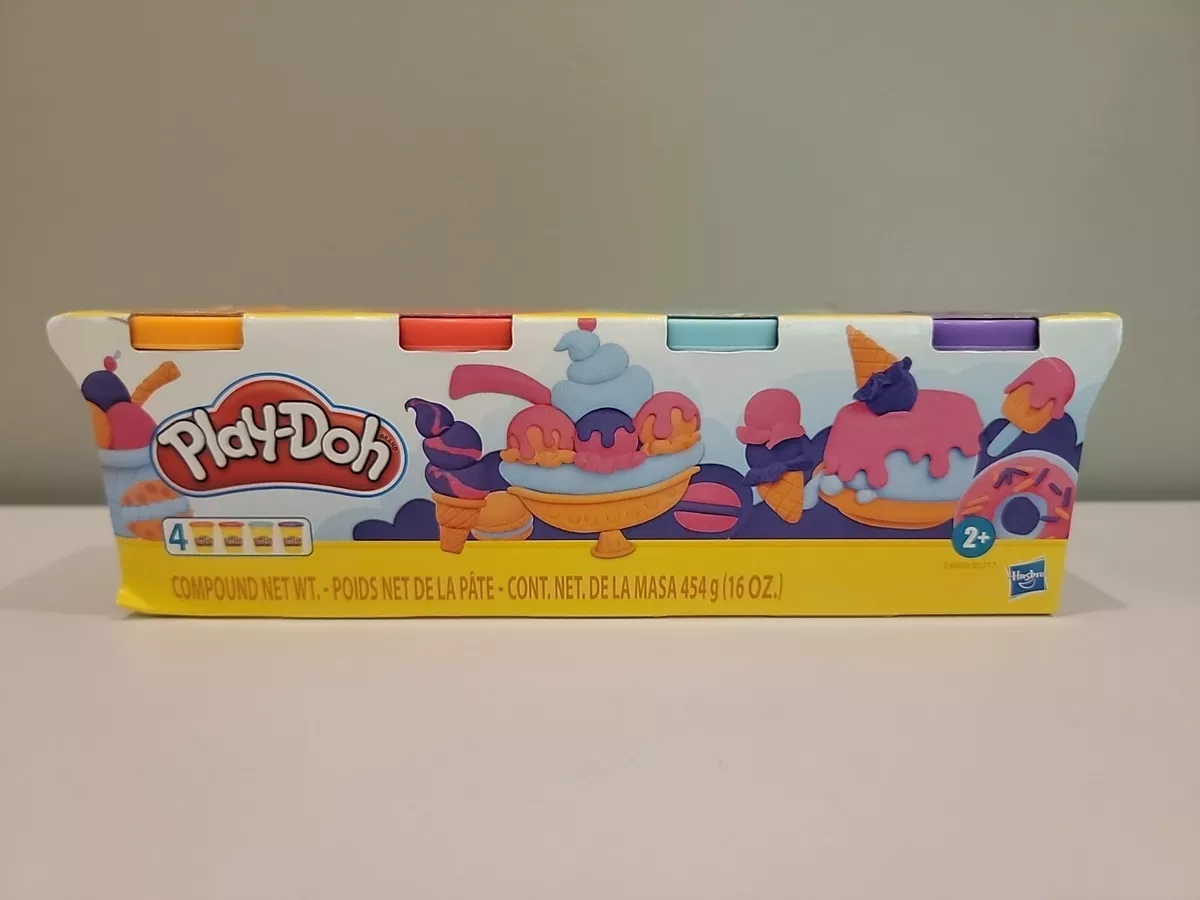 Play-Doh
BRAND
4
2+
COMPOUND NET WT. - POIDS NET DE LA PÂTE - CONT. NET. DE LA MASA 454 g (16 OZ.)
Hasbro